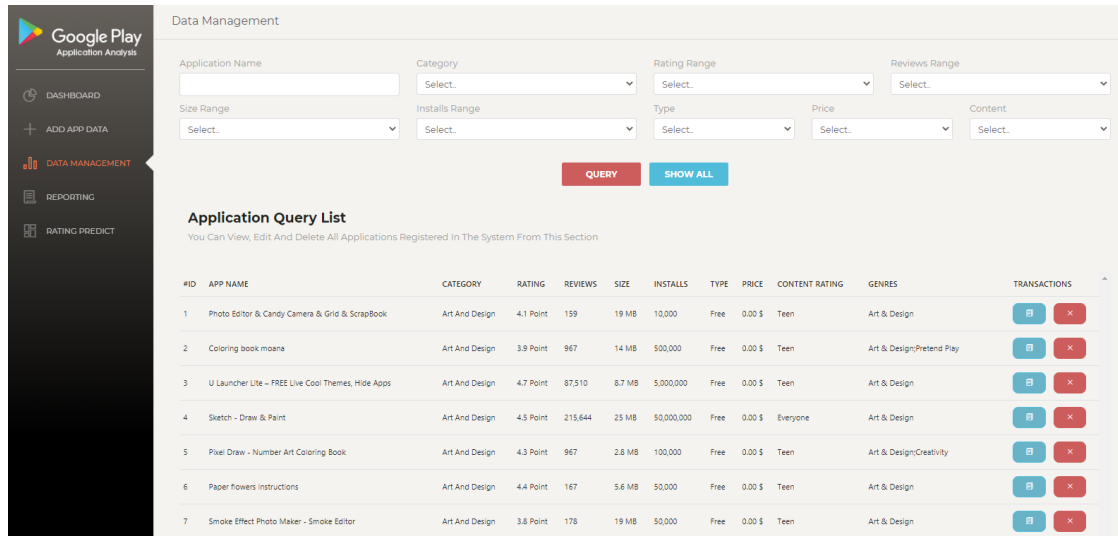 Google Play
Application Analysis
DASHBOARD
ADD APP DATA
DATA MANAGEMENT
REPORTING
RATING PREDICT
Data Management
Application Name Category Rating Range Reviews Range
Select.. Select.. Select..
Size Range Installs Range Type Price Content
Select.. Select.. Select.. Select.. Select..
QUERY SHOW ALL
Application Query List
You Can View, Edit And Delete All Applications Registered In The System From This Section
#ID APP NAME CATEGORY RATING REVIEWS SIZE INSTALLS TYPE PRICE CONTENT RATING GENRES TRANSACTIONS
1 Photo Editor & Candy Camera & Grid & ScrapBook Art And Design 4.1 Point 159 19 MB 10,000 Free 0.00 $ Teen Art & Design
2 Coloring book moana Art And Design 3.9 Point 967 14 MB 500,000 Free 0.00 $ Teen Art & Design;Pretend Play
3 U Launcher Lite – FREE Live Cool Themes, Hide Apps Art And Design 4.7 Point 87,510 8.7 MB 5,000,000 Free 0.00 $ Teen Art & Design
4 Sketch - Draw & Paint Art And Design 4.5 Point 215,644 25 MB 50,000,000 Free 0.00 $ Everyone Art & Design
5 Pixel Draw - Number Art Coloring Book Art And Design 4.3 Point 967 2.8 MB 100,000 Free 0.00 $ Teen Art & Design;Creativity
6 Paper flowers instructions Art And Design 4.4 Point 167 5.6 MB 50,000 Free 0.00 $ Teen Art & Design
7 Smoke Effect Photo Maker - Smoke Editor Art And Design 3.8 Point 178 19 MB 50,000 Free 0.00 $ Teen Art & Design